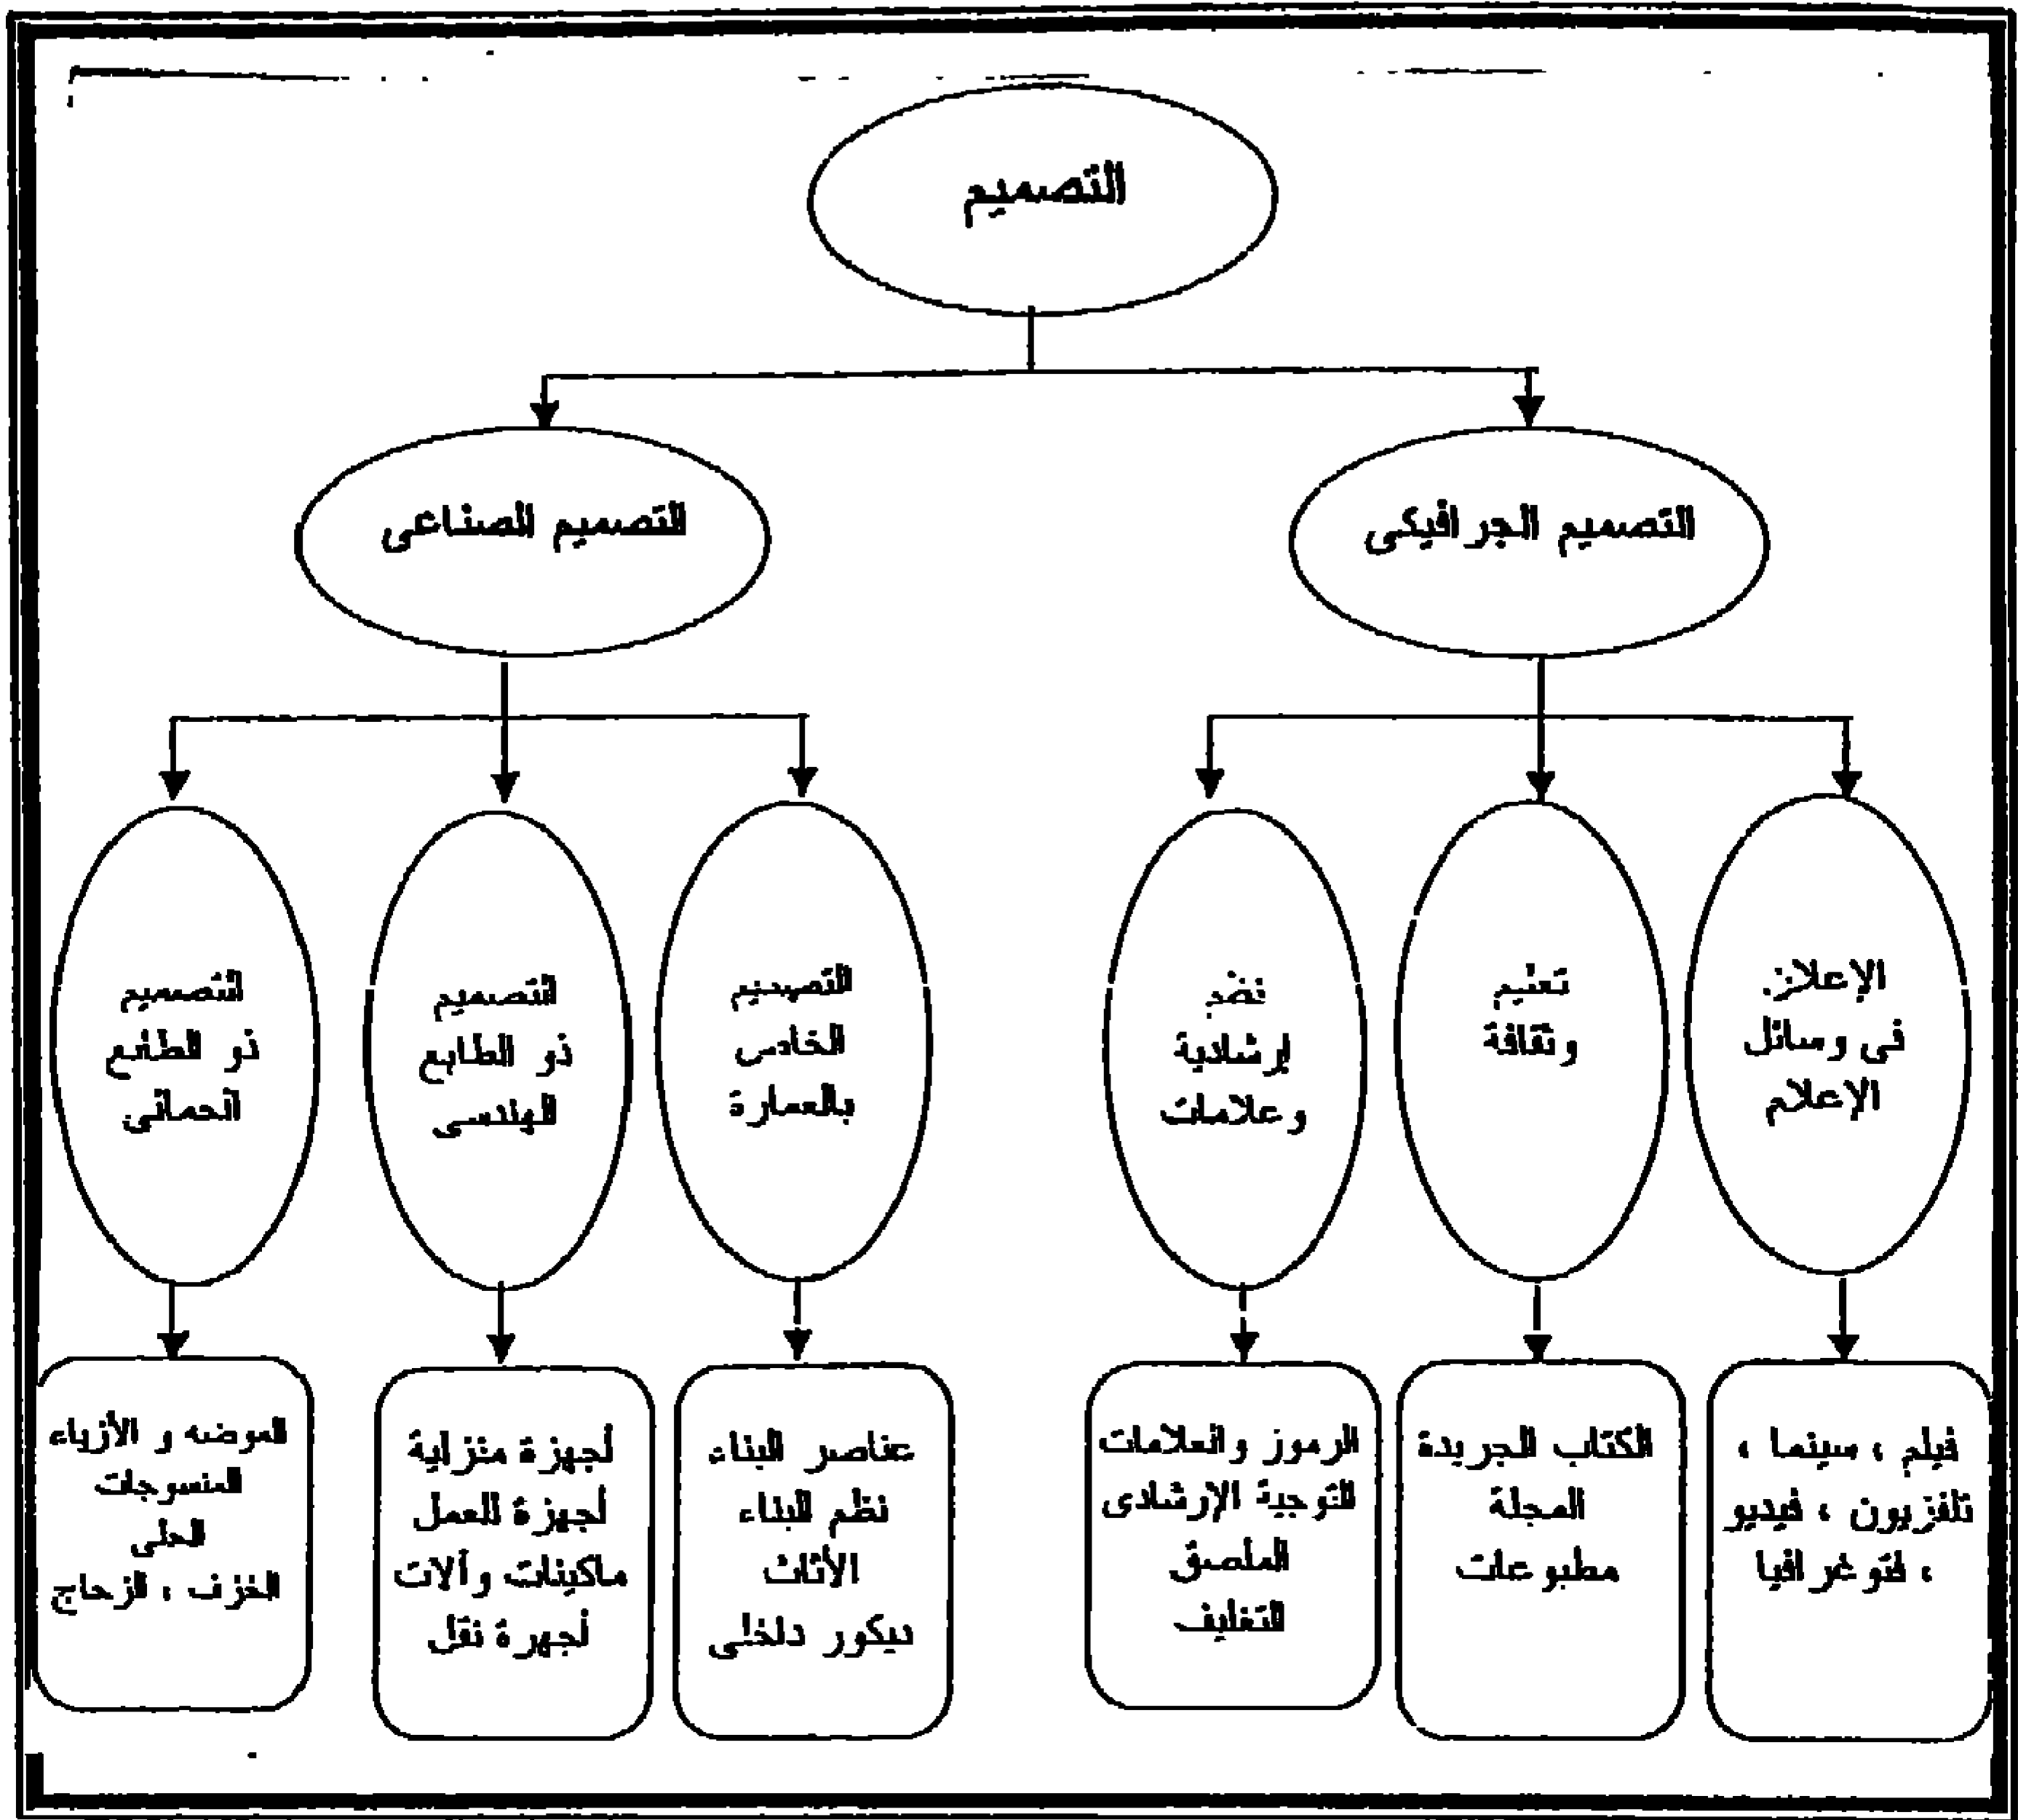 التصميم
التصميم الجرافيكى
التصميم الصناعى
الإعلان
فى وسائل
الإعلام
تعليم
وثقافة
نظم
إرشادية
وعلامات
التصميم
الخاص
بالعمارة
التصميم
ذو الطابع
الهندسى
التصميم
ذو الطابع
الجمالى
فيلم ، سينما ،
تلفزيون ، فيديو
، فتوغرافيا
الكتاب الجريدة
المجلة
مطبوعات
الرموز والعلامات
للتوجية الإرشادى
الملصق
التغليف
عناصر البناء
نظم البناء
الأثاث
ديكور داخلى
أجهزة منزلية
أجهزة للعمل
ماكينات وآلات
أجهزة نقل
الموضه و الأزياء
المنسوجات
الحلى
الخزف ، الزجاج